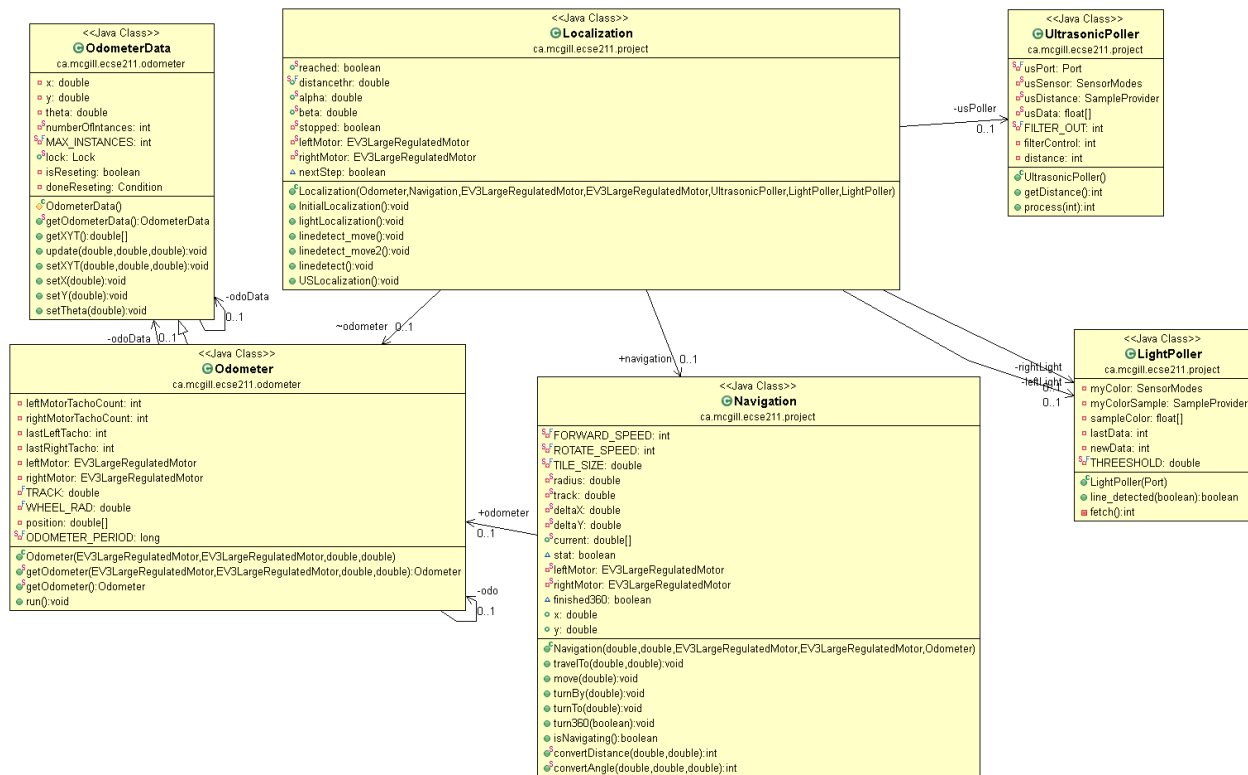 <<Java Class>>
OdometerData
ca.mcgill.ecse211.odometer
x: double
y: double
theta: double
numberOfIntances: int
MAX_INSTANCES: int
lock: Lock
isReseting: boolean
doneReseting: Condition
OdometerData()
getOdometerData():OdometerData
getXYT():double[]
update(double,double,double):void
setXYT(double,double,double):void
setX(double):void
setY(double):void
setTheta(double):void
<<Java Class>>
Localization
ca.mcgill.ecse211.project
reached: boolean
distancethr: double
alpha: double
beta: double
stopped: boolean
leftMotor: EV3LargeRegulatedMotor
rightMotor: EV3LargeRegulatedMotor
nextStep: boolean
Localization(Odometer,Navigation,EV3LargeRegulatedMotor,EV3LargeRegulatedMotor,UltrasonicPoller,LightPoller,LightPoller)
InitialLocalization():void
lightLocalization():void
linedetect_move():void
linedetect_move2():void
linedetect():void
USLocalization():void
-usPoller
0..1
<<Java Class>>
UltrasonicPoller
ca.mcgill.ecse211.project
usPort: Port
usSensor: SensorModes
usDistance: SampleProvider
usData: float[]
FILTER_OUT: int
filterControl: int
distance: int
UltrasonicPoller()
getDistance():int
process(int):int
-odoData
0..1
-odoData 0..1
~odometer 0..1
+navigation 0..1
-rightLight
0..1
-leftLight
0..1
<<Java Class>>
LightPoller
ca.mcgill.ecse211.project
myColor: SensorModes
myColorSample: SampleProvider
sampleColor: float[]
lastData: int
newData: int
THREESHOLD: double
LightPoller(Port)
line_detected(boolean):boolean
fetch():int
<<Java Class>>
Odometer
ca.mcgill.ecse211.odometer
leftMotorTachoCount: int
rightMotorTachoCount: int
lastLeftTacho: int
lastRightTacho: int
leftMotor: EV3LargeRegulatedMotor
rightMotor: EV3LargeRegulatedMotor
TRACK: double
WHEEL_RAD: double
position: double[]
ODOMETER_PERIOD: long
Odometer(EV3LargeRegulatedMotor,EV3LargeRegulatedMotor,double,double)
getOdometer(EV3LargeRegulatedMotor,EV3LargeRegulatedMotor,double,double):Odometer
getOdometer():Odometer
run():void
+odometer
0..1
-odo
0..1
<<Java Class>>
Navigation
ca.mcgill.ecse211.project
FORWARD_SPEED: int
ROTATE_SPEED: int
TILE_SIZE: double
radius: double
track: double
deltaX: double
deltaY: double
current: double[]
stat: boolean
leftMotor: EV3LargeRegulatedMotor
rightMotor: EV3LargeRegulatedMotor
finished360: boolean
x: double
y: double
Navigation(double,double,EV3LargeRegulatedMotor,EV3LargeRegulatedMotor,Odometer)
travelTo(double,double):void
move(double):void
turnBy(double):void
turnTo(double):void
turn360(boolean):void
isNavigating():boolean
convertDistance(double,double):int
convertAngle(double,double,double):int